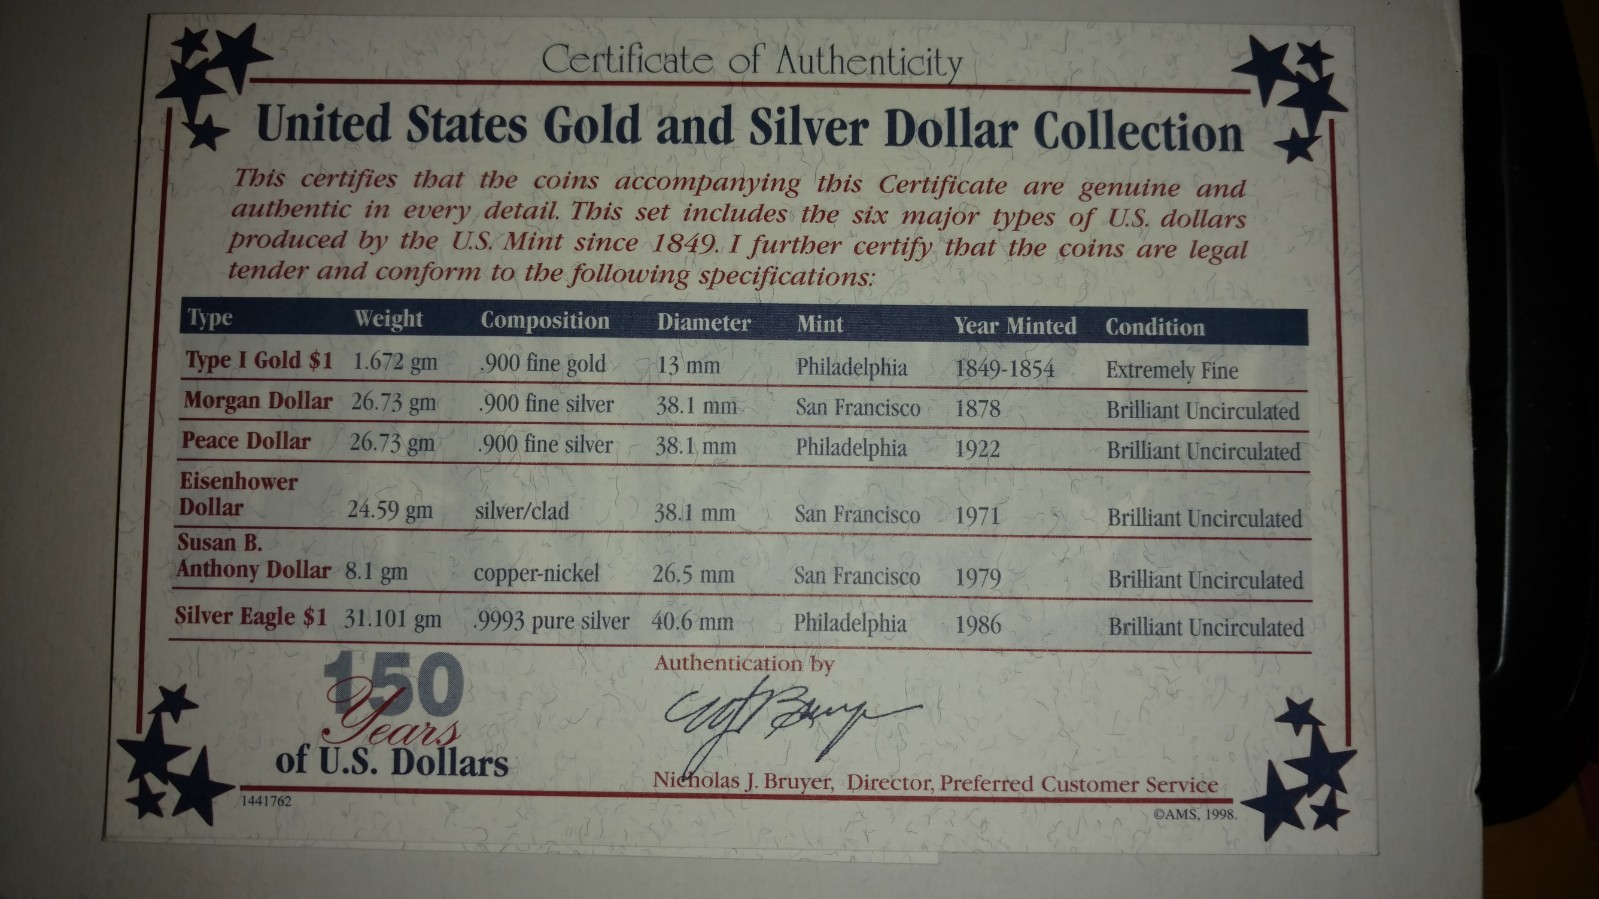 Certificate of Authenticity
United States Gold and Silver Dollar Collection
This certifies that the coins accompanying this Certificate are genuine and
authentic in every detail. This set includes the six major types of U.S. dollars
produced by the U.S. Mint since 1849. I further certify that the coins are legal
tender and conform to the following specifications:
Type Weight Composition Diameter Mint Year Minted Condition
Type I Gold $1 1.672 gm .900 fine gold 13 mm Philadelphia 1849-1854 Extremely Fine
Morgan Dollar 26.73 gm .900 fine silver 38.1 mm San Francisco 1878 Brilliant Uncirculated
Peace Dollar 26.73 gm .900 fine silver 38.1 mm Philadelphia 1922 Brilliant Uncirculated
Eisenhower
Dollar 24.59 gm silver/clad 38.1 mm San Francisco 1971 Brilliant Uncirculated
Susan B.
Anthony Dollar 8.1 gm copper-nickel 26.5 mm San Francisco 1979 Brilliant Uncirculated
Silver Eagle $1 31.101 gm .9993 pure silver 40.6 mm Philadelphia 1986 Brilliant Uncirculated
150
Years
of U.S. Dollars
Authentication by
Nicholas J. Bruyer, Director, Preferred Customer Service
1441762
©AMS, 1998.